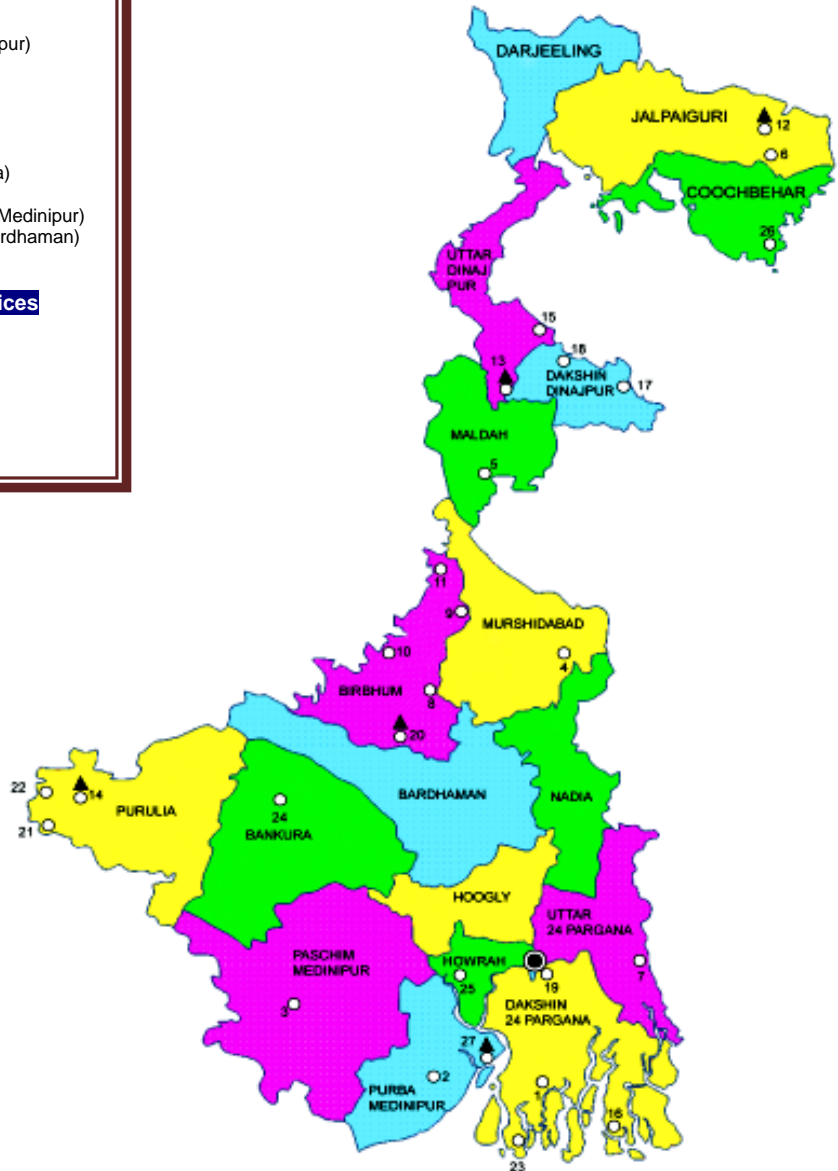 pur)
a)
Medinipur)
rdhaman)
ices
DARJEELING
JALPAIGURI
12
6
COOCHBEHAR
26
UTTAR
DINAJ
PUR
15
13
18
DAKSHIN
DINAJPUR
17
MALDAH
5
11
9
MURSHIDABAD
10
4
BIRBHUM
8
20
22
14
PURULIA
21
24
BANKURA
BARDHAMAN
NADIA
HOOGLY
UTTAR
24 PARGANA
PASCHIM
MEDINIPUR
HOWRAH
25
19
7
DAKSHIN
24 PARGANA
3
27
2
PURBA
MEDINIPUR
1
16
23